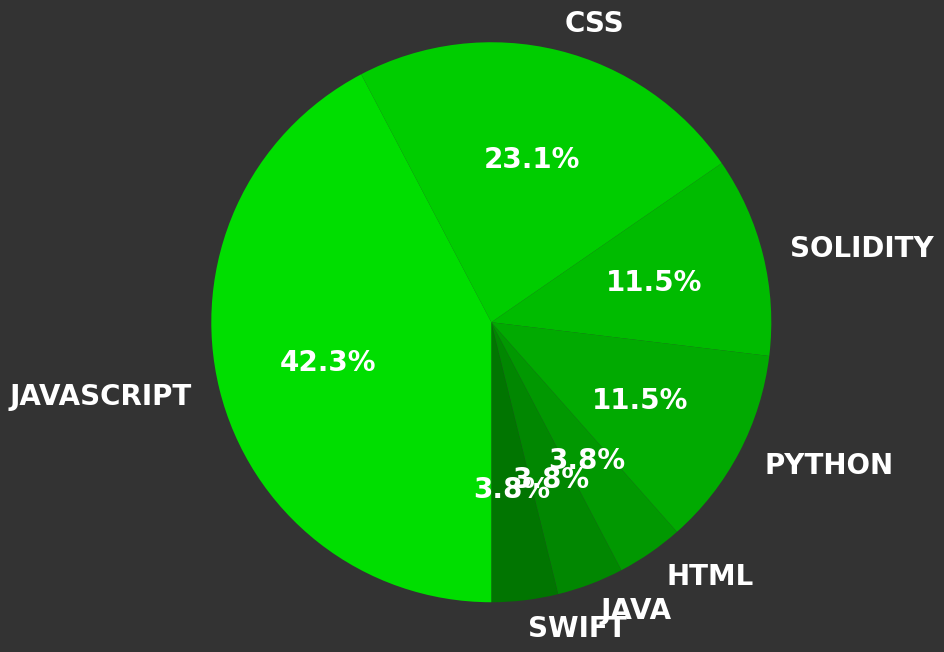 CSS
23.1%
SOLIDITY
11.5%
42.3%
JAVASCRIPT
11.5%
PYTHON
3.8%
3.8%
3.8%
HTML
JAVA
SWIFT